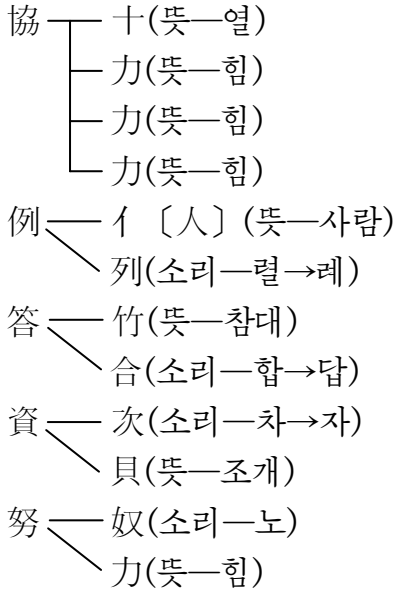 協 十(뜻—열)
力(뜻—힘)
力(뜻—힘)
力(뜻—힘)
例 亻〔人〕(뜻—사람)
列(소리—렬→례)
答 竹(뜻—참대)
合(소리—합→답)
資 次(소리—차→자)
貝(뜻—조개)
努 奴(소리—노)
力(뜻—힘)